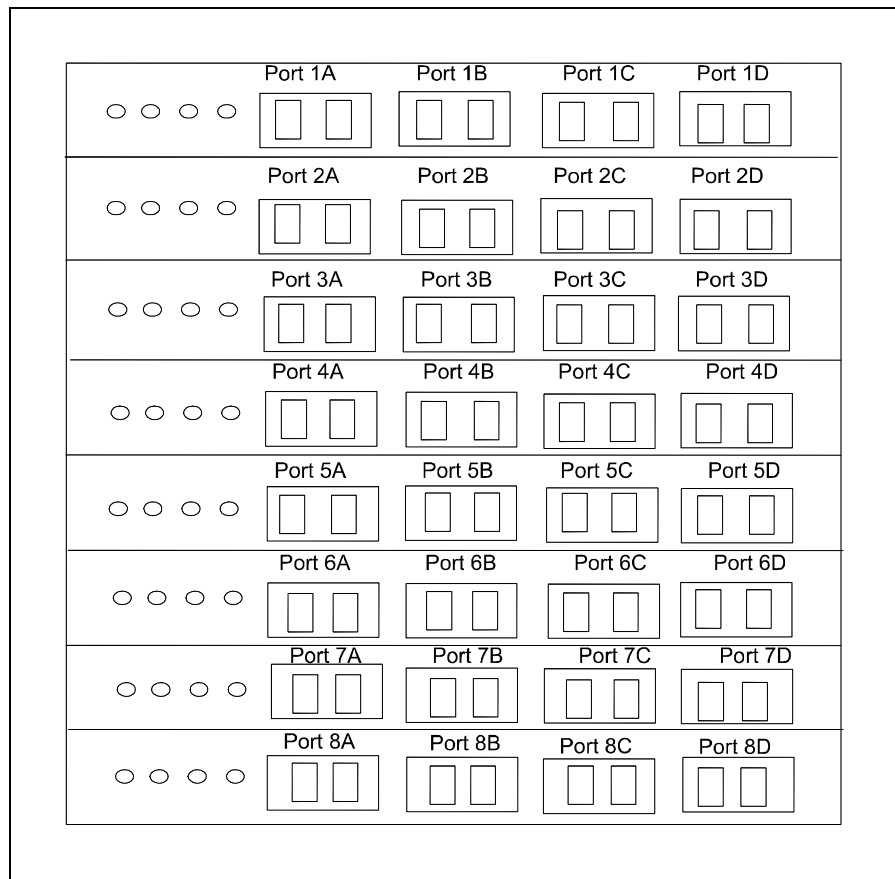 Port 1A Port 1B Port 1C Port 1D
Port 2A Port 2B Port 2C Port 2D
Port 3A Port 3B Port 3C Port 3D
Port 4A Port 4B Port 4C Port 4D
Port 5A Port 5B Port 5C Port 5D
Port 6A Port 6B Port 6C Port 6D
Port 7A Port 7B Port 7C Port 7D
Port 8A Port 8B Port 8C Port 8D